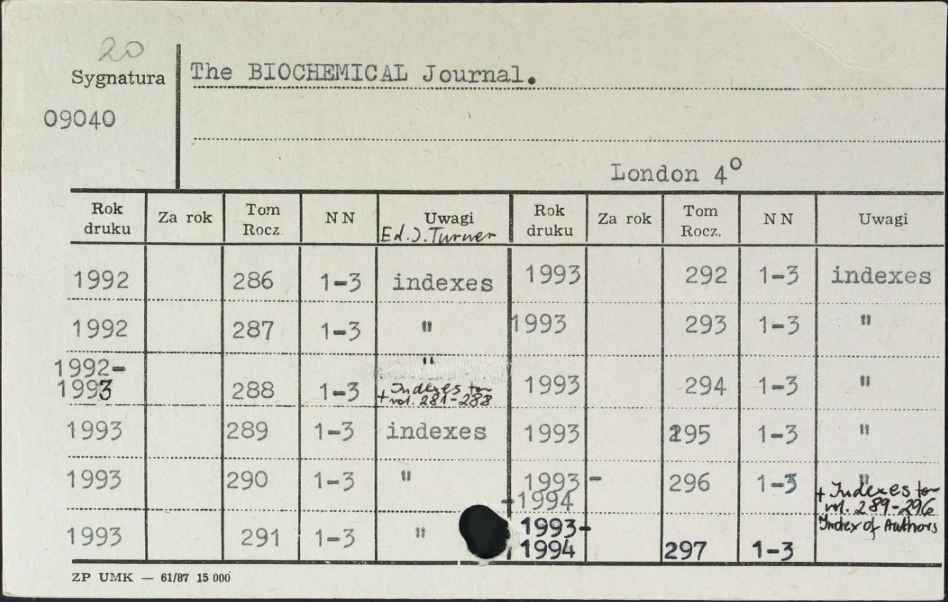 20
Sygnatura
09040
The BIOCHEMICAL Journal.
London 4º
Rok druku Za rok Tom Rocz. N N Uwagi Rok druku Za rok Tom Rocz. N N Uwagi
Ed. J. Turner
1992 286 1-3 indexes 1993 292 1-3 indexes
1992 287 1-3 " 1993 293 1-3 "
1992-
1993 288 1-3 " + Indexes to vol. 281-288 1993 294 1-3 "
1993 289 1-3 indexes 1993 295 1-3 "
1993 290 1-3 " 1993 - -1994 296 1-3 " + Indexes to vol. 289-296 Index of Authors
1993 291 1-3 " 1993-1994 297 1-3
ZP UMK — 61/87 15 000